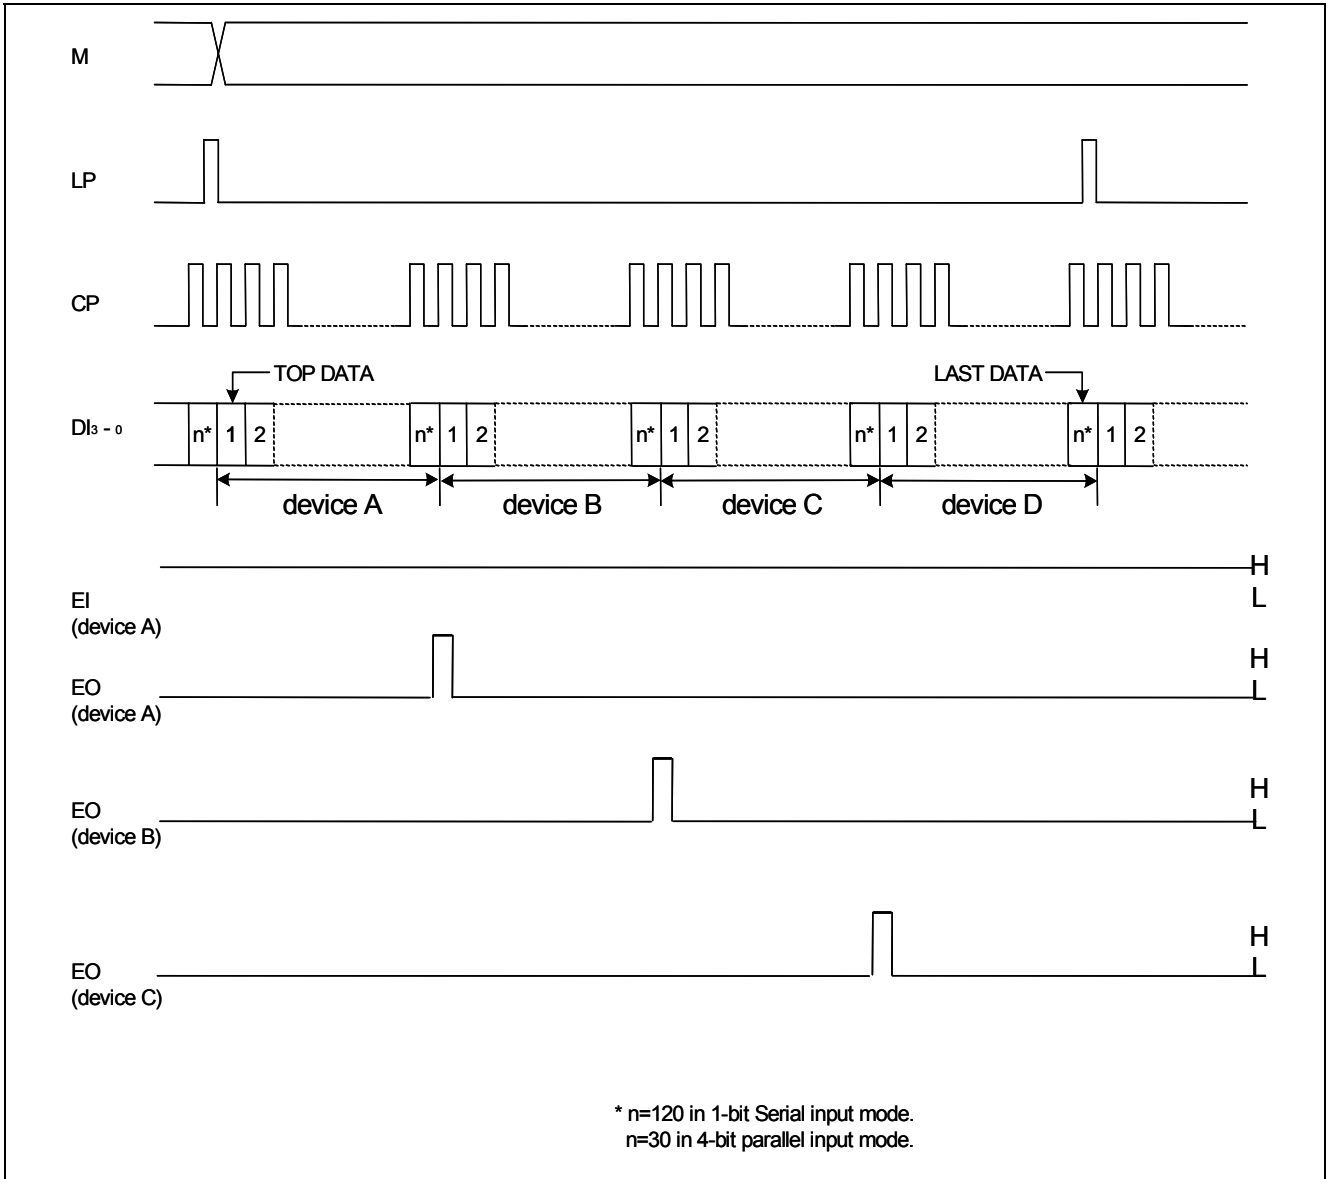 M
LP
CP
TOP DATA
LAST DATA
DI3 - 0
n* 1 2
n* 1 2
n* 1 2
n* 1 2
n* 1 2
device A
device B
device C
device D
H
EI
L
(device A)
H
EO
L
(device A)
H
EO
L
(device B)
H
EO
L
(device C)
* n=120 in 1-bit Serial input mode.
n=30 in 4-bit parallel input mode.